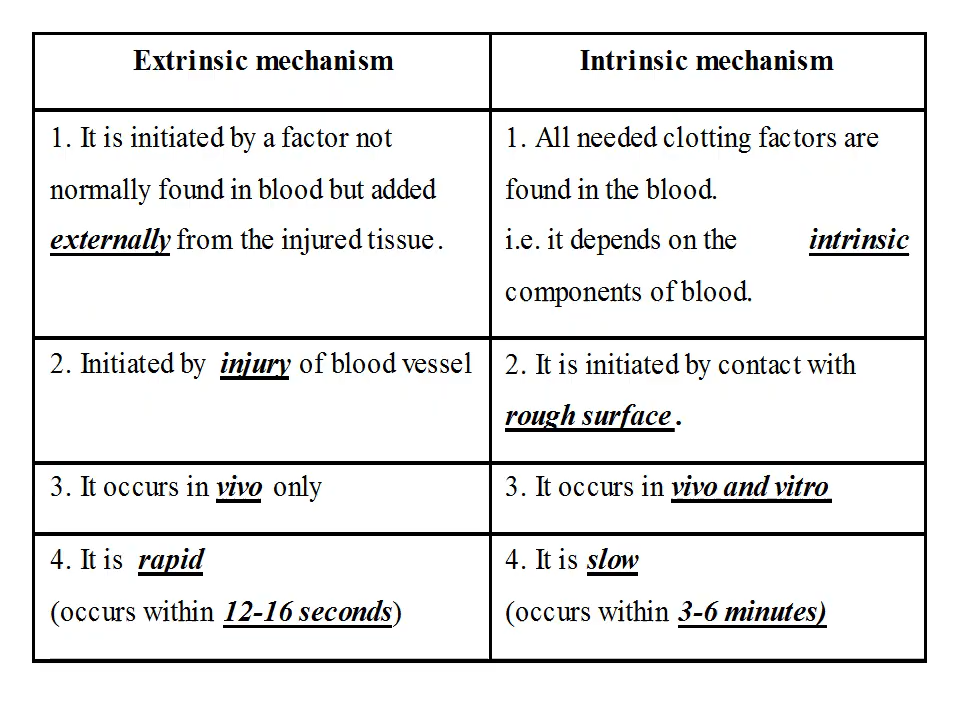 Extrinsic mechanism
Intrinsic mechanism
1. It is initiated by a factor not
normally found in blood but added
externally from the injured tissue.
1. All needed clotting factors are
found in the blood.
i.e. it depends on the intrinsic
components of blood.
2. Initiated by injury of blood vessel
2. It is initiated by contact with
rough surface.
3. It occurs in vivo only
3. It occurs in vivo and vitro
4. It is rapid
(occurs within 12-16 seconds)
4. It is slow
(occurs within 3-6 minutes)